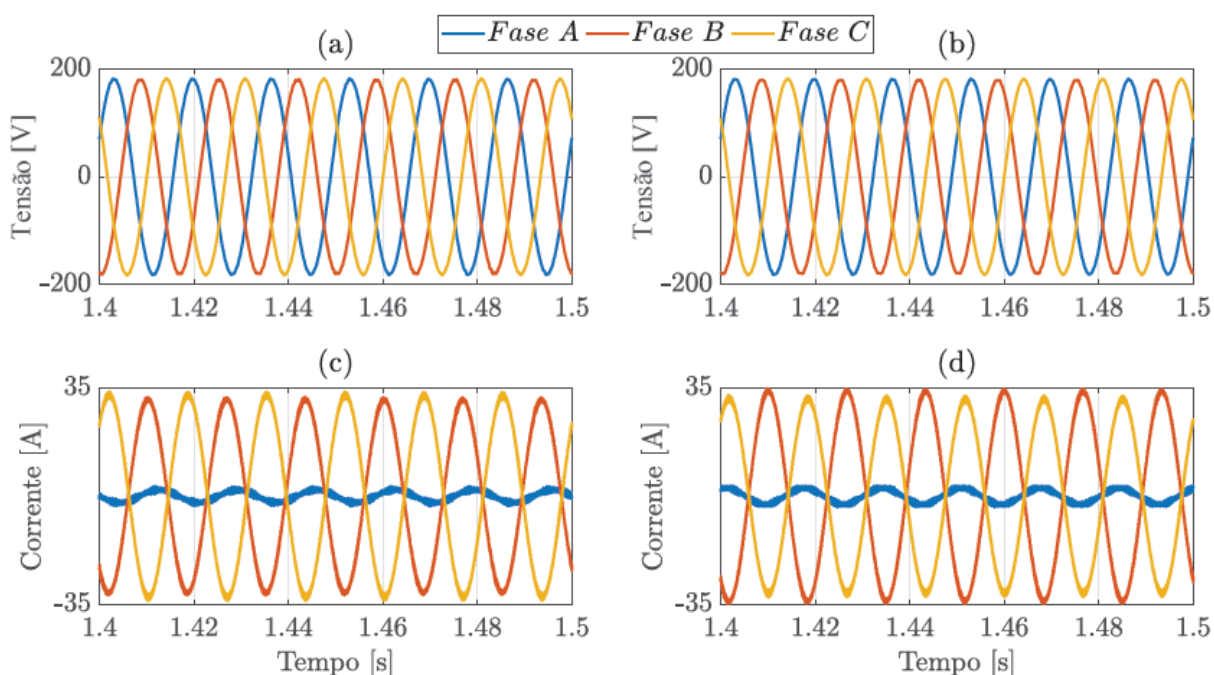 Fase A Fase B Fase C
(a)
200
0
-200
Tensão [V]
1.4 1.42 1.44 1.46 1.48 1.5
(b)
200
0
-200
Tensão [V]
1.4 1.42 1.44 1.46 1.48 1.5
(c)
35
-35
Corrente [A]
1.4 1.42 1.44 1.46 1.48 1.5
Tempo [s]
(d)
35
-35
Corrente [A]
1.4 1.42 1.44 1.46 1.48 1.5
Tempo [s]